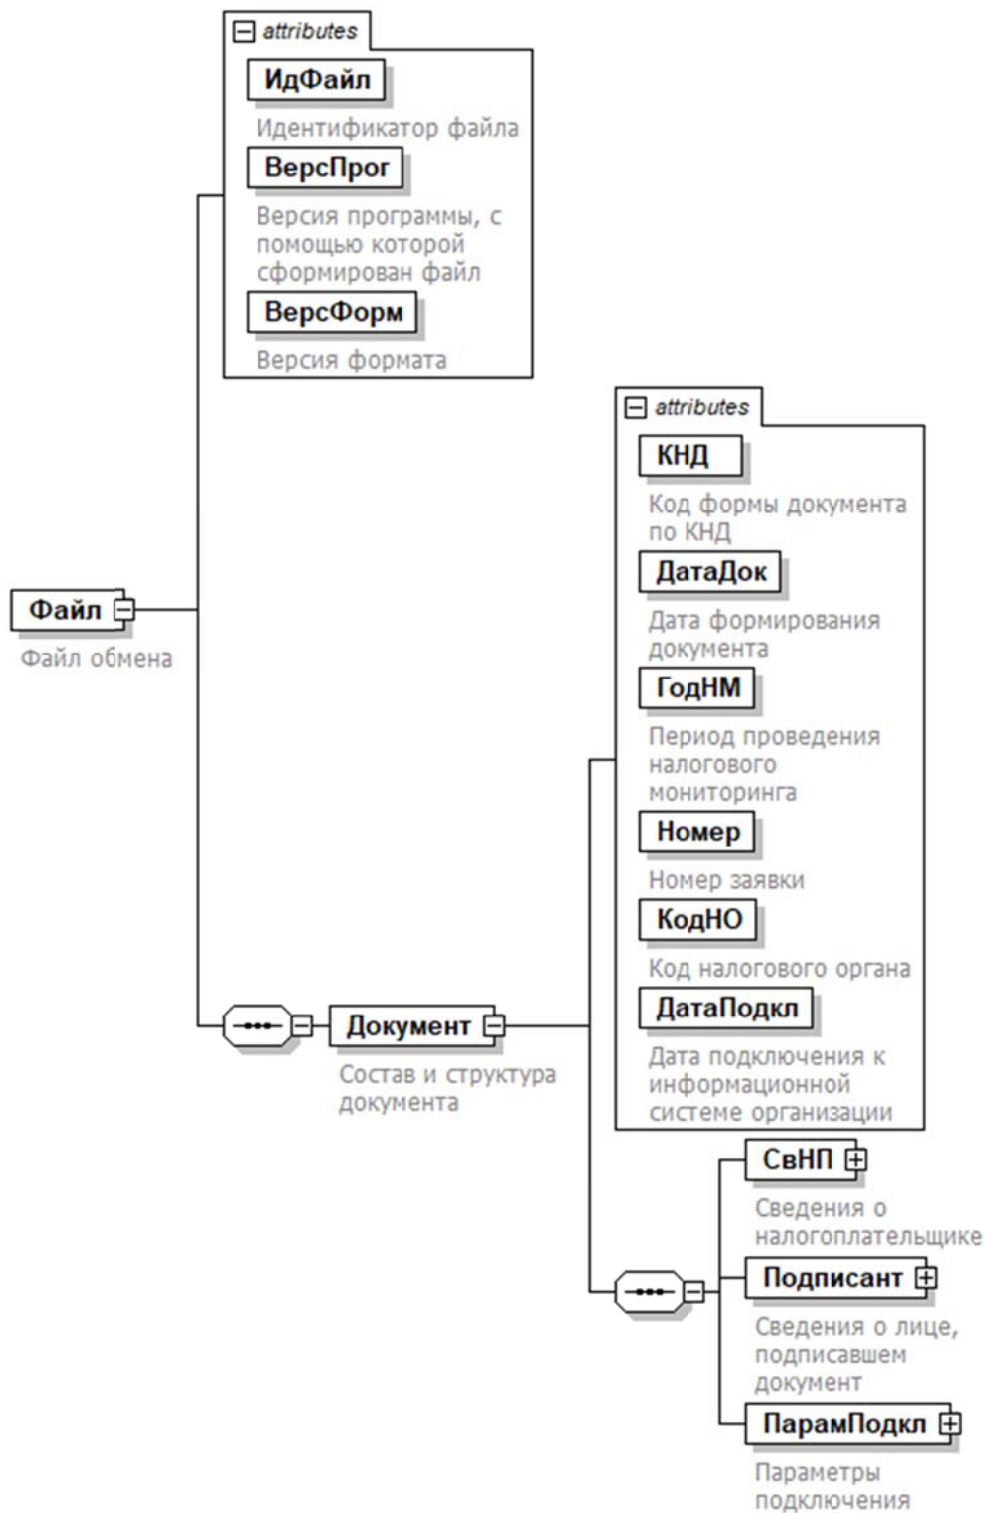 attributes
ИдФайл
Идентификатор файла
ВерсПрог
Версия программы, с
помощью которой
сформирован файл
ВерсФорм
Версия формата
Файл
Файл обмена
Документ
Состав и структура
документа
attributes
КНД
Код формы документа
по КНД
ДатаДок
Дата формирования
документа
ГодНМ
Период проведения
налогового
мониторинга
Номер
Номер заявки
КодНО
Код налогового органа
ДатаПодкл
Дата подключения к
информационной
системе организации
СвНП
Сведения о
налогоплательщике
Подписант
Сведения о лице,
подписавшем
документ
ПарамПодкл
Параметры
подключения